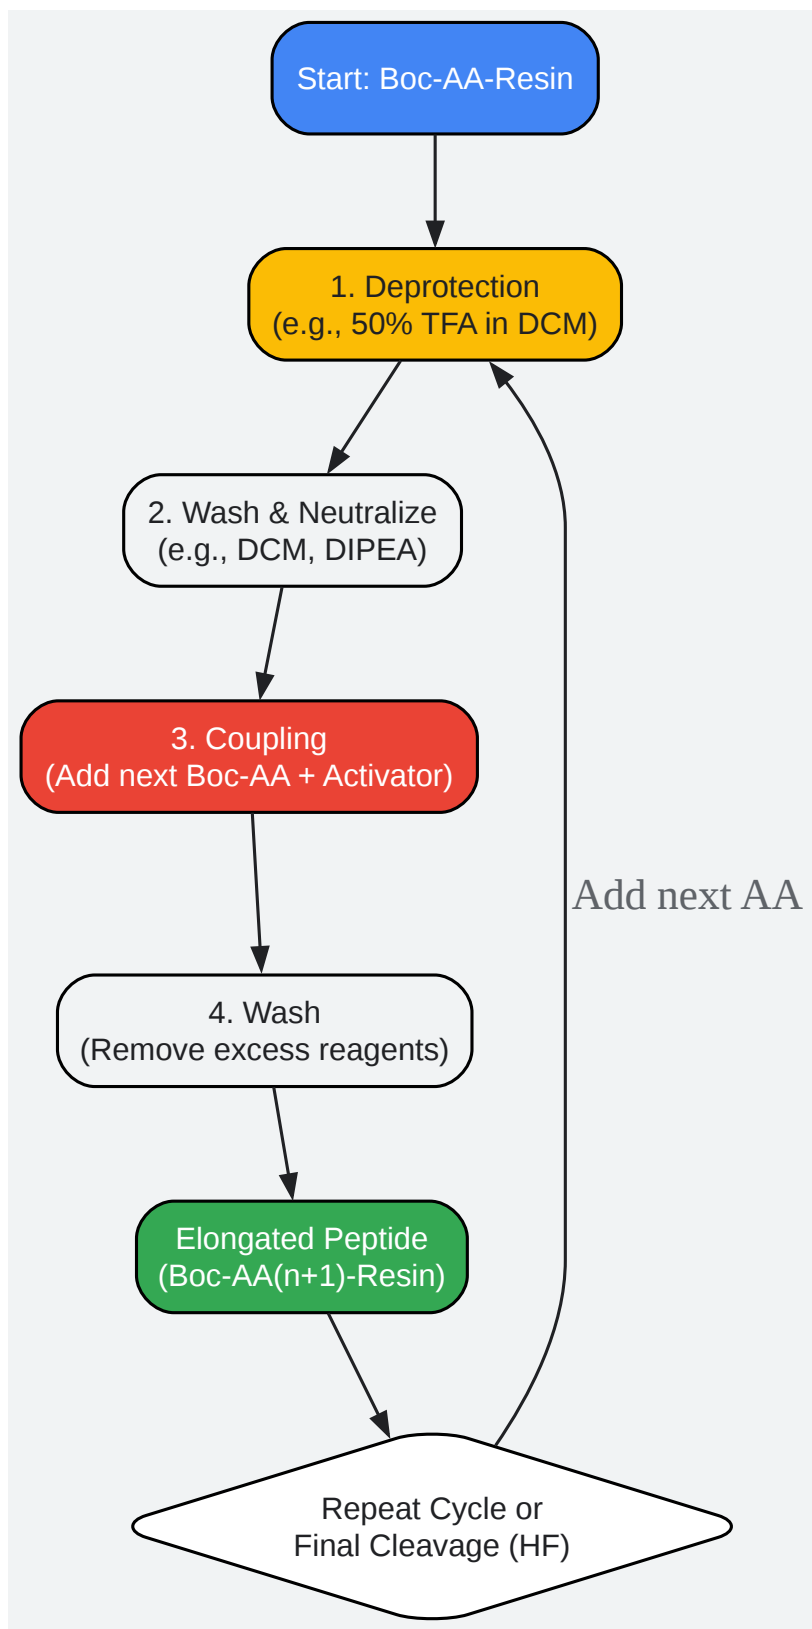 Start: Boc-AA-Resin
1. Deprotection
(e.g., 50% TFA in DCM)
2. Wash & Neutralize
(e.g., DCM, DIPEA)
3. Coupling
(Add next Boc-AA + Activator)
Add next AA
4. Wash
(Remove excess reagents)
Elongated Peptide
(Boc-AA(n+1)-Resin)
Repeat Cycle or
Final Cleavage (HF)